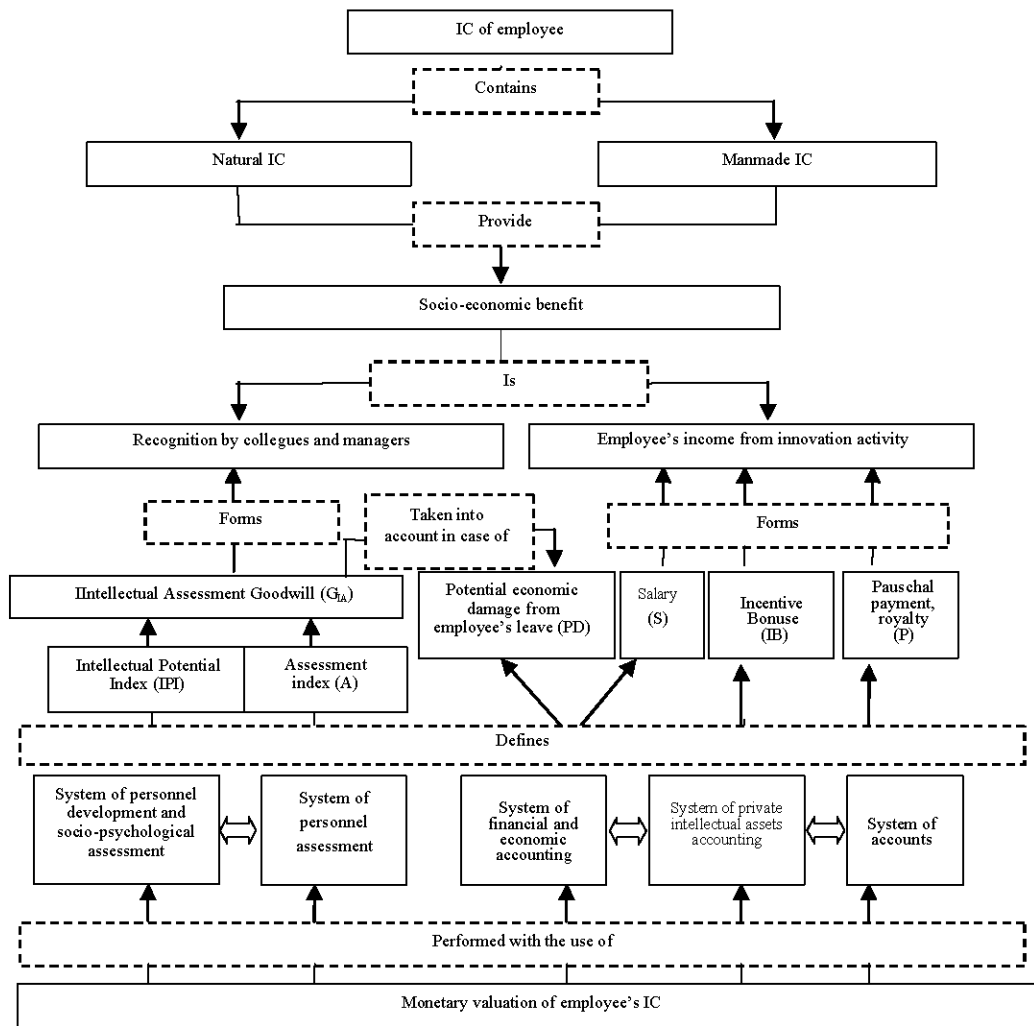 IC of employee
Contains
Natural IC
Manmade IC
Provide
Socio-economic benefit
Is
Recognition by collegues and managers
Employee's income from innovation activity
Forms
Taken into
account in case of
Forms
IIntellectual Assessment Goodwill (G_IA)
Potential economic
damage from
employee's leave (PD)
Salary
(S)
Incentive
Bonuse
(IB)
Pauschal
payment,
royalty
(P)
Intellectual Potential
Index (IPI)
Assessment
index (A)
Defines
System of personnel
development and
socio-psychological
assessment
System of
personnel
assessment
System of
financial and
economic
accounting
System of private
intellectual assets
accounting
System of
accounts
Performed with the use of
Monetary valuation of employee's IC